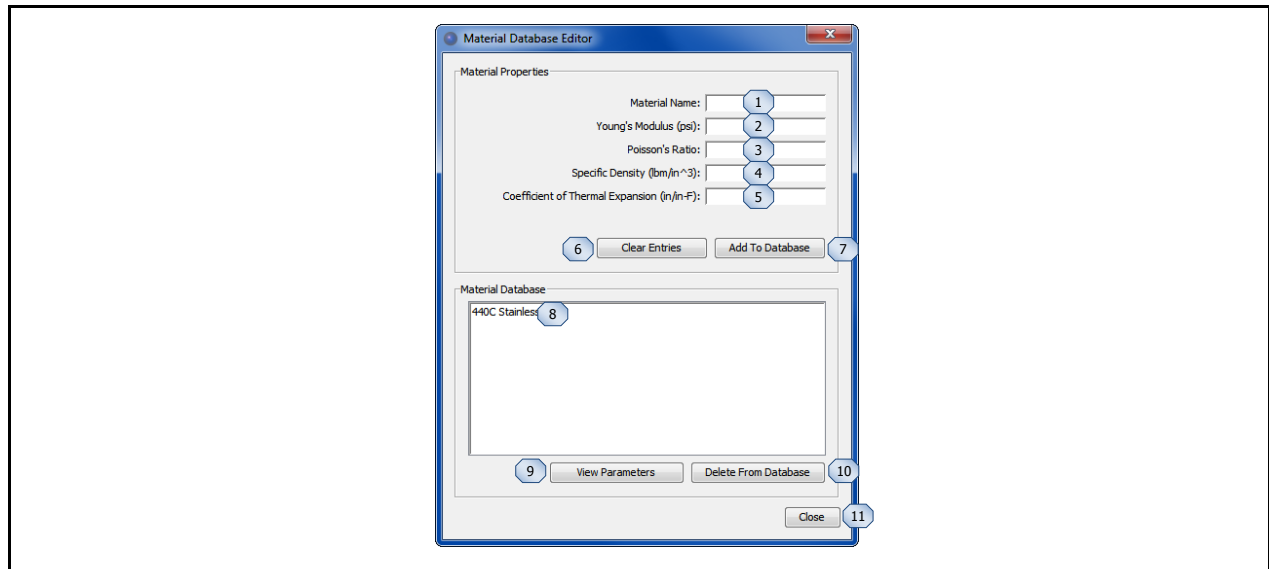 Material Database Editor
Material Properties
Material Name: 1
Young's Modulus (psi): 2
Poisson's Ratio: 3
Specific Density (lbm/in^3): 4
Coefficient of Thermal Expansion (in/in-F): 5
6 Clear Entries Add To Database 7
Material Database
440C Stainless 8
9 View Parameters Delete From Database 10
Close 11